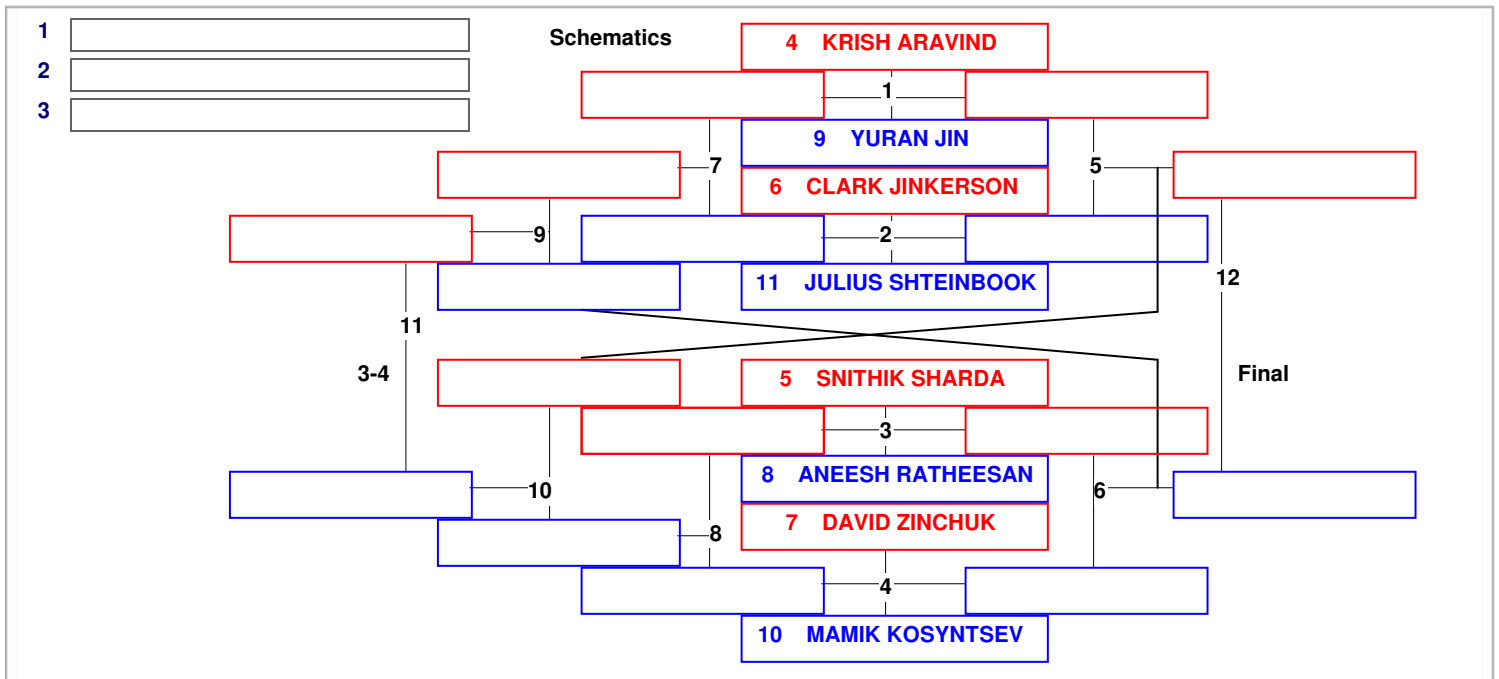 1
Schematics
4 KRISH ARAVIND
2
1
3
9 YURAN JIN
7
5
6 CLARK JINKERSON
9
2
11 JULIUS SHTEINBOOK
12
11
3-4
5 SNITHIK SHARDA
Final
3
8 ANEESH RATHEESAN
10
6
7 DAVID ZINCHUK
8
4
10 MAMIK KOSYNTSEV